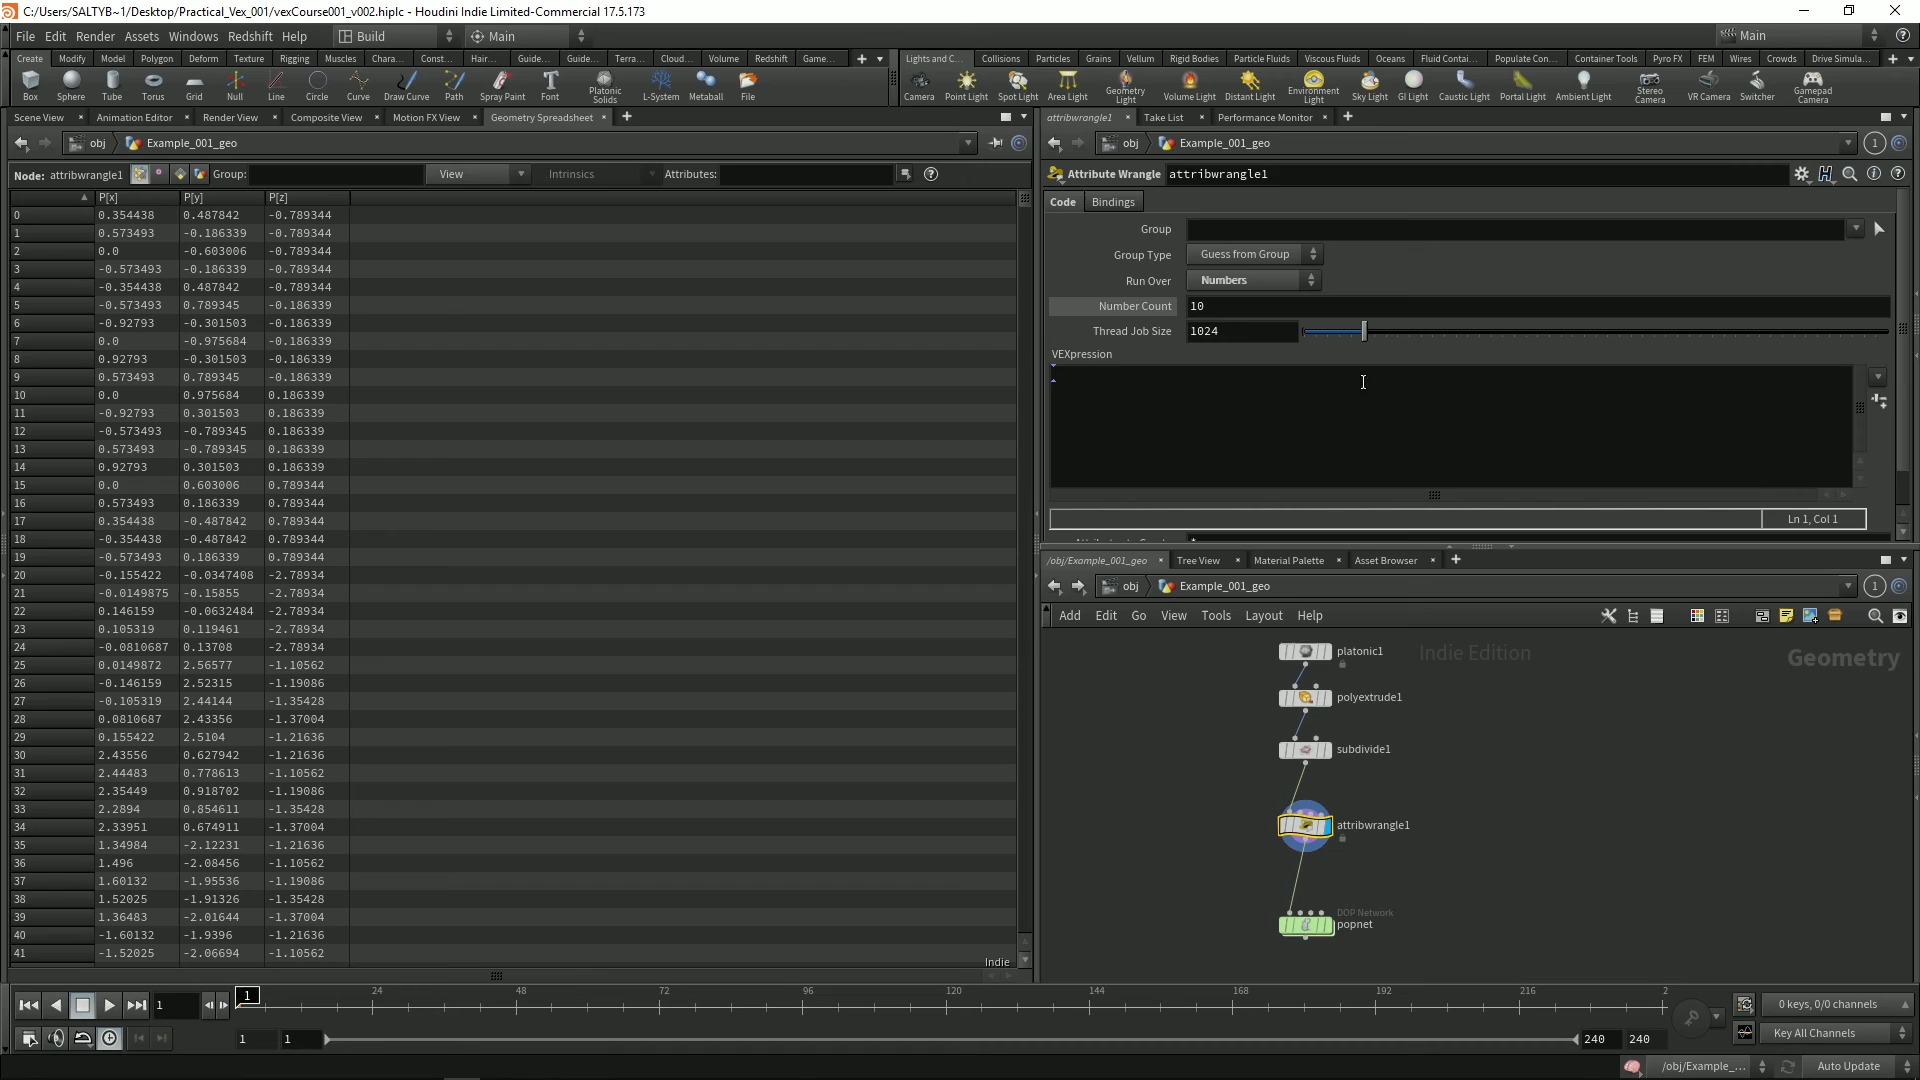 C:/Users/SALTYB~1/Desktop/Practical_Vex_001/vexCourse001_v002.hiplc - Houdini Indie Limited-Commercial 17.5.173
File Edit Render Assets Windows Redshift Help Build Main Main
Create Modify Model Polygon Deform Texture Rigging Muscles Chara... Const... Hair... Guide... Guide... Terra... Cloud... Volume Redshift Game...
Lights and C... Collisions Particles Grains Vellum Rigid Bodies Particle Fluids Viscous Fluids Oceans Fluid Contai... Populate Con... Container Tools Pyro FX FEM Wires Crowds Drive Simula...
Box Sphere Tube Torus Grid Null Line Circle Curve Draw Curve Path Spray Paint Font Platonic Solids L-System Metaball File
Camera Point Light Spot Light Area Light Geometry Light Volume Light Distant Light Environment Light Sky Light GI Light Caustic Light Portal Light Ambient Light Stereo Camera VR Camera Switcher Gamepad Camera
Scene View Animation Editor Render View Composite View Motion FX View Geometry Spreadsheet
obj Example_001_geo
Node: attribwrangle1 Group: View Intrinsics Attributes:
P[x] P[y] P[z]
0 0.354438 0.487842 -0.789344
1 0.573493 -0.186339 -0.789344
2 0.0 -0.603006 -0.789344
3 -0.573493 -0.186339 -0.789344
4 -0.354438 0.487842 -0.789344
5 -0.573493 0.789345 -0.186339
6 -0.92793 -0.301503 -0.186339
7 0.0 -0.975684 -0.186339
8 0.92793 -0.301503 -0.186339
9 0.573493 0.789345 -0.186339
10 0.0 0.975684 0.186339
11 -0.92793 0.301503 0.186339
12 -0.573493 -0.789345 0.186339
13 0.573493 -0.789345 0.186339
14 0.92793 0.301503 0.186339
15 0.0 0.603006 0.789344
16 0.573493 0.186339 0.789344
17 0.354438 -0.487842 0.789344
18 -0.354438 -0.487842 0.789344
19 -0.573493 0.186339 0.789344
20 -0.155422 -0.0347408 -2.78934
21 -0.0149875 -0.15855 -2.78934
22 0.146159 -0.0632484 -2.78934
23 0.105319 0.119461 -2.78934
24 -0.0810687 0.13708 -2.78934
25 0.0149872 2.56577 -1.10562
26 -0.146159 2.52315 -1.19086
27 -0.105319 2.44144 -1.35428
28 0.0810687 2.43356 -1.37004
29 0.155422 2.5104 -1.21636
30 2.43556 0.627942 -1.21636
31 2.44483 0.778613 -1.10562
32 2.35449 0.918702 -1.19086
33 2.2894 0.854611 -1.35428
34 2.33951 0.674911 -1.37004
35 1.34984 -2.12231 -1.21636
36 1.496 -2.08456 -1.10562
37 1.60132 -1.95536 -1.19086
38 1.52025 -1.91326 -1.35428
39 1.36483 -2.01644 -1.37004
40 -1.60132 -1.9396 -1.21636
41 -1.52025 -2.06694 -1.10562
Indie
attribwrangle1 Take List Performance Monitor
obj Example_001_geo 1
Attribute Wrangle attribwrangle1
Code Bindings
Group
Group Type Guess from Group
Run Over Numbers
Number Count 10
Thread Job Size 1024
VEXpression
Ln 1, Col 1
/obj/Example_001_geo Tree View Material Palette Asset Browser
obj Example_001_geo 1
Add Edit Go View Tools Layout Help
platonic1
Indie Edition
Geometry
polyextrude1
subdivide1
attribwrangle1
DOP Network
popnet
1 1 24 48 72 96 120 144 168 192 216 2
0 keys, 0/0 channels
1 1 240 240 Key All Channels
/obj/Example_... Auto Update